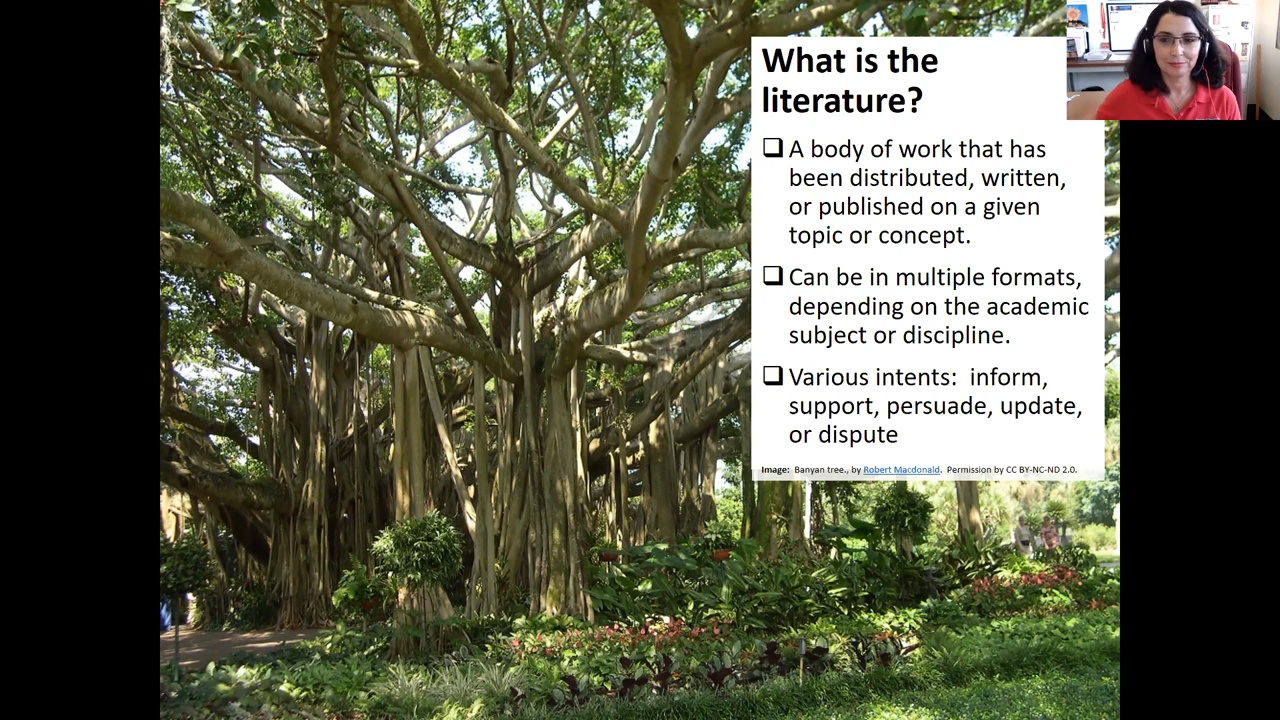 What is the
literature?
❑ A body of work that has
been distributed, written,
or published on a given
topic or concept.
❑ Can be in multiple formats,
depending on the academic
subject or discipline.
❑ Various intents:  inform,
support, persuade, update,
or dispute
Image:  Banyan tree., by Robert Macdonald.  Permission by CC BY-NC-ND 2.0.